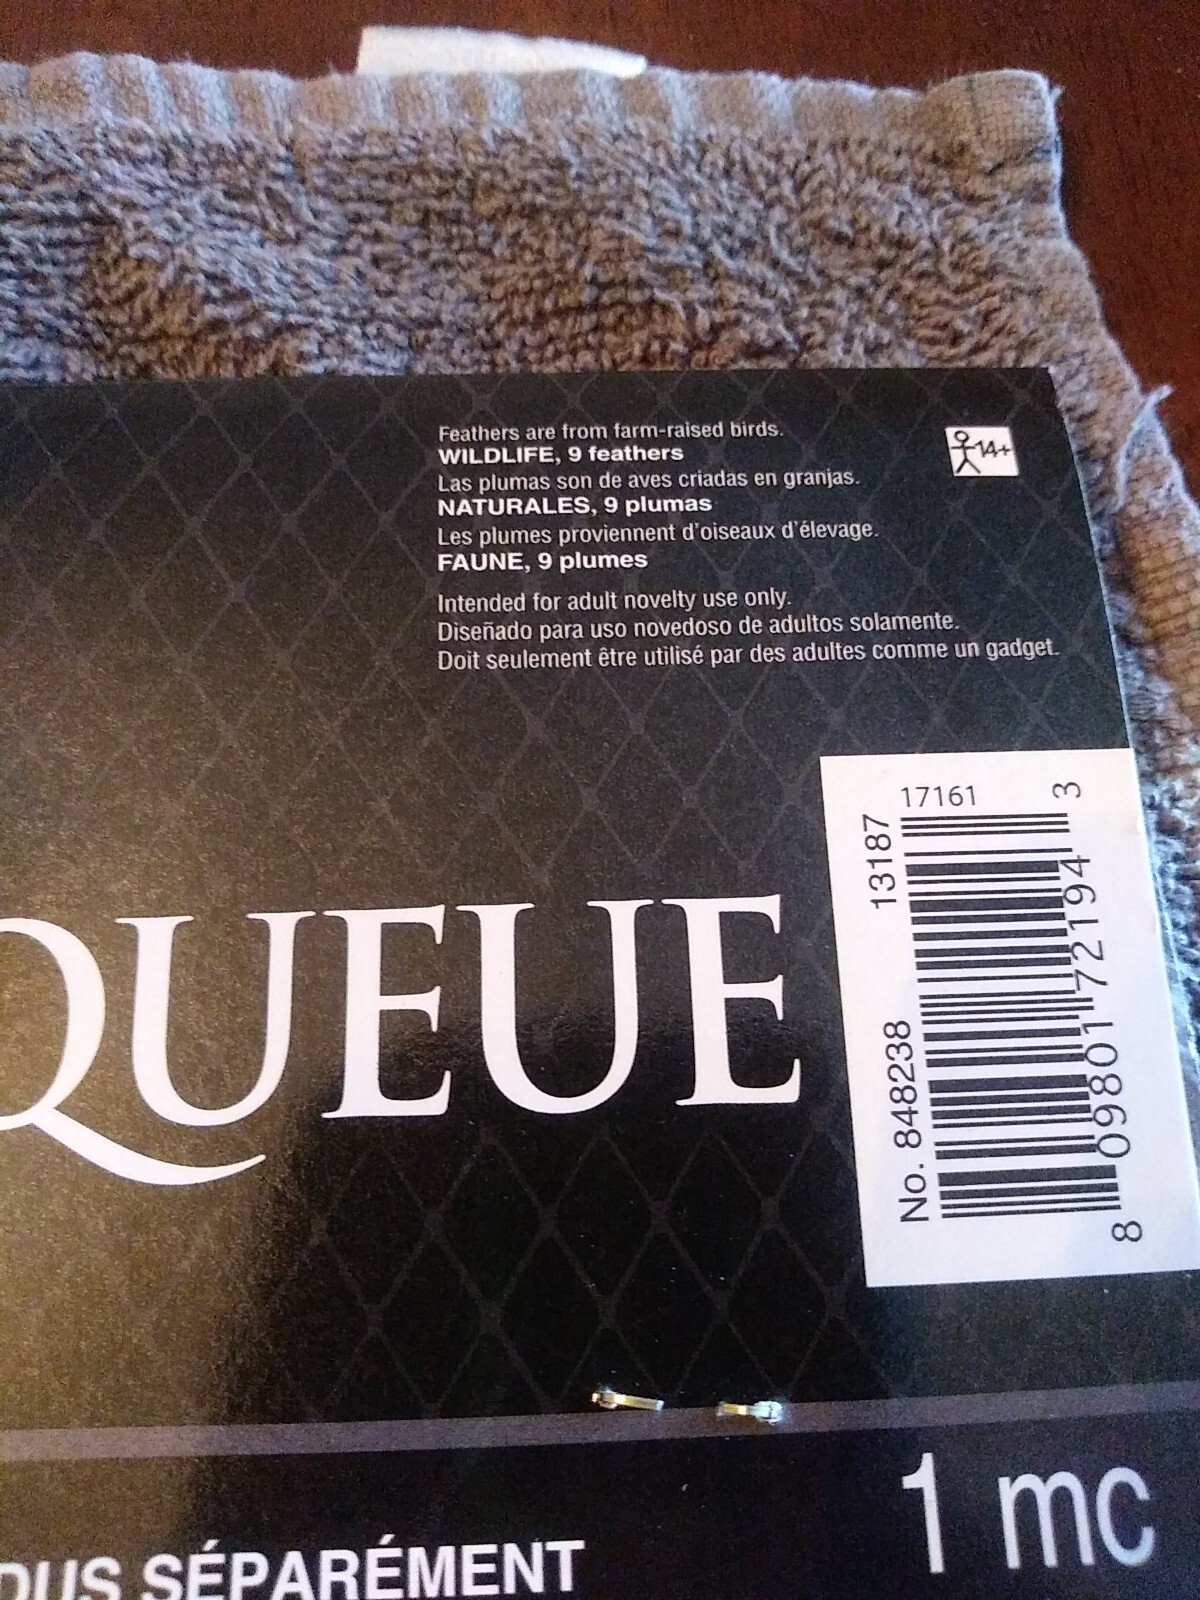 Feathers are from farm-raised birds.
WILDLIFE, 9 feathers
Las plumas son de aves criadas en granjas.
NATURALES, 9 plumas
Les plumes proviennent d'oiseaux d'élevage.
FAUNE, 9 plumes
14+
Intended for adult novelty use only.
Diseñado para uso novedoso de adultos solamente.
Doit seulement être utilisé par des adultes comme un gadget.
QUEUE
No. 848238 13187
17161
8 09801 72194 3
1 mc
DUS SÉPARÉMENT